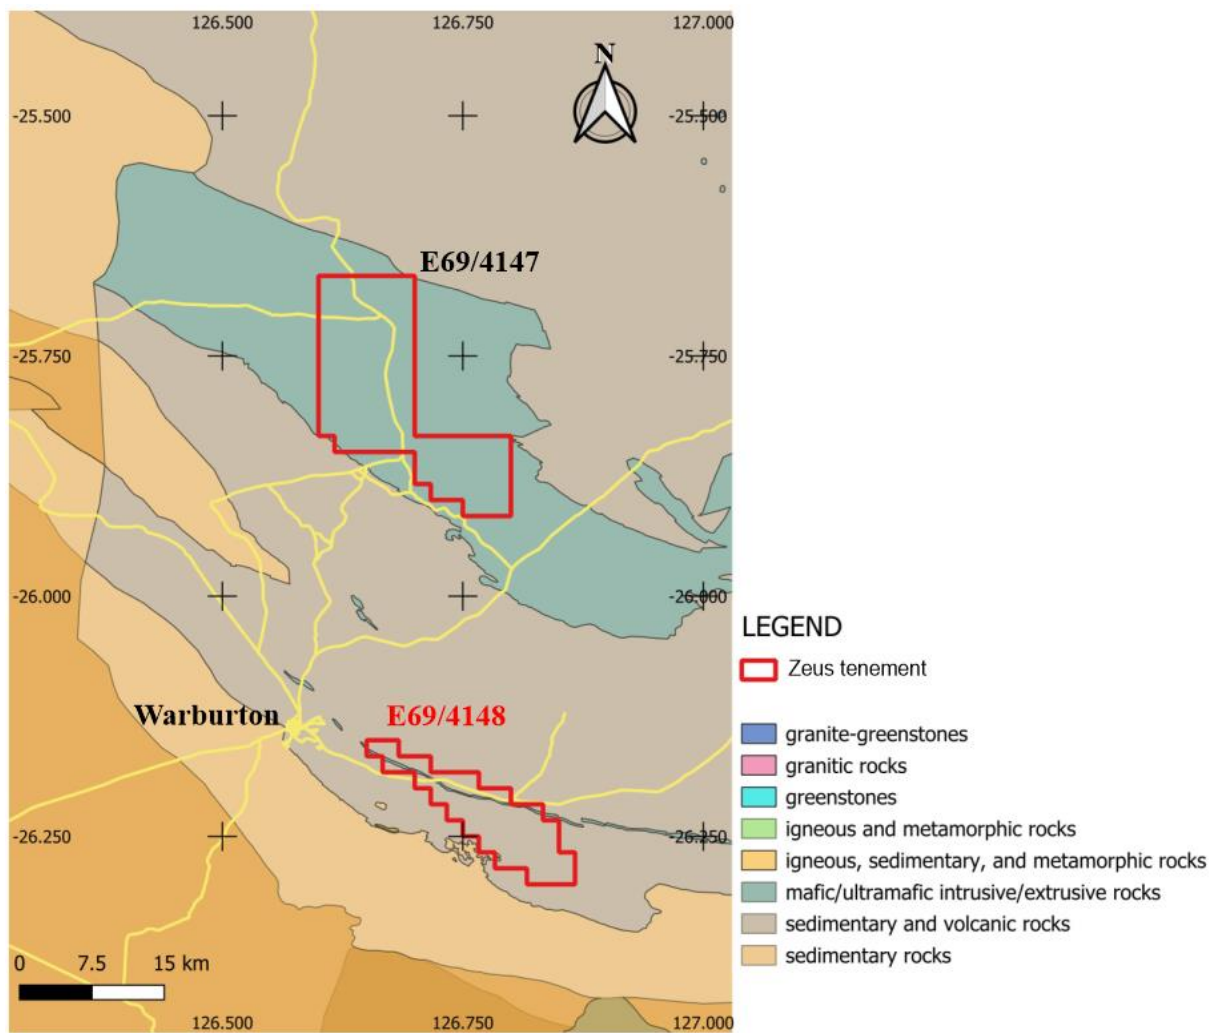 126.500 126.750 127.000
N
-25.500 -25.500
E69/4147
-25.750 -25.750
-26.000 -26.000
Warburton E69/4148
-26.250 -26.250
0 7.5 15 km
126.500 126.750 127.000
LEGEND
Zeus tenement
granite-greenstones
granitic rocks
greenstones
igneous and metamorphic rocks
igneous, sedimentary, and metamorphic rocks
mafic/ultramafic intrusive/extrusive rocks
sedimentary and volcanic rocks
sedimentary rocks